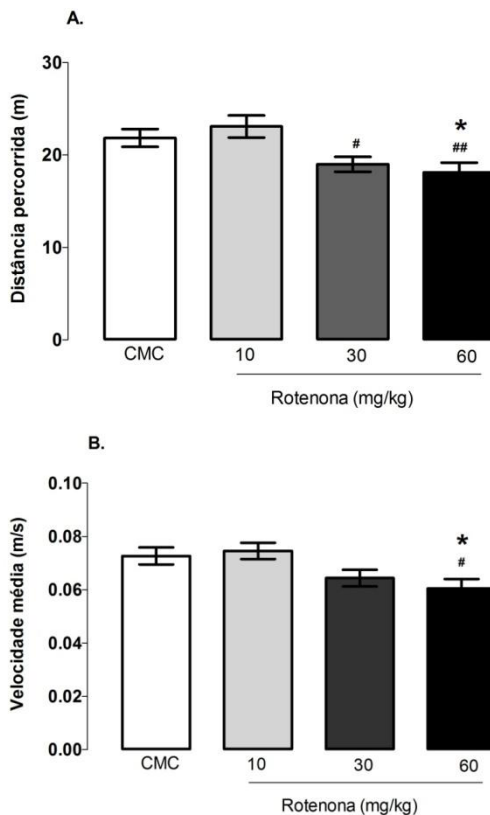 A.
Distância percorrida (m)
30
20
10
0
#
*
##
CMC
10
30
60
Rotenona (mg/kg)
B.
Velocidade média (m/s)
0.10
0.08
0.06
0.04
0.02
0.00
*
#
CMC
10
30
60
Rotenona (mg/kg)